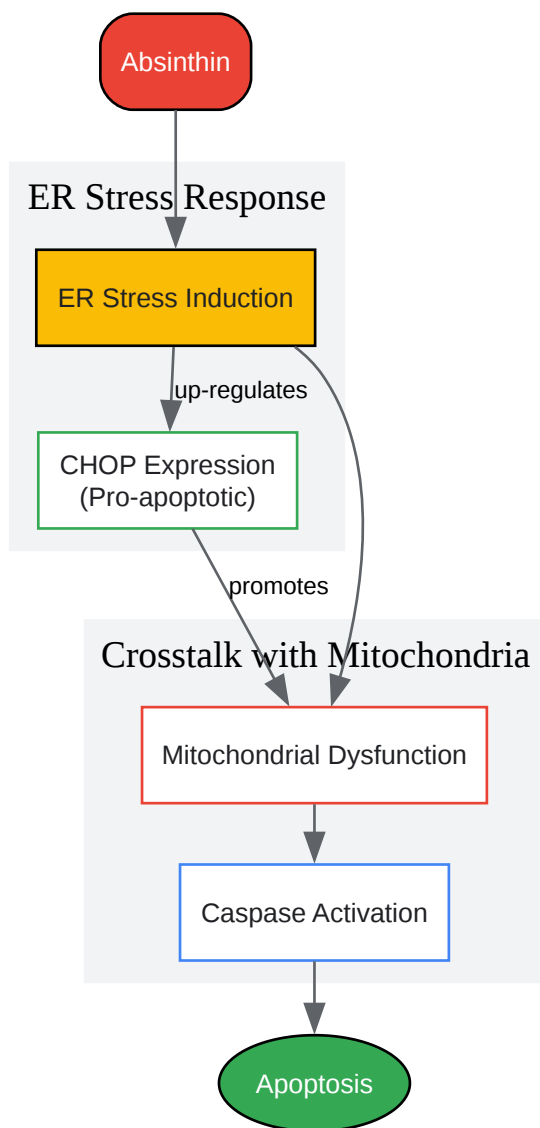 Absinthin
ER Stress Response
ER Stress Induction
up-regulates
CHOP Expression
(Pro-apoptotic)
promotes
Crosstalk with Mitochondria
Mitochondrial Dysfunction
Caspase Activation
Apoptosis